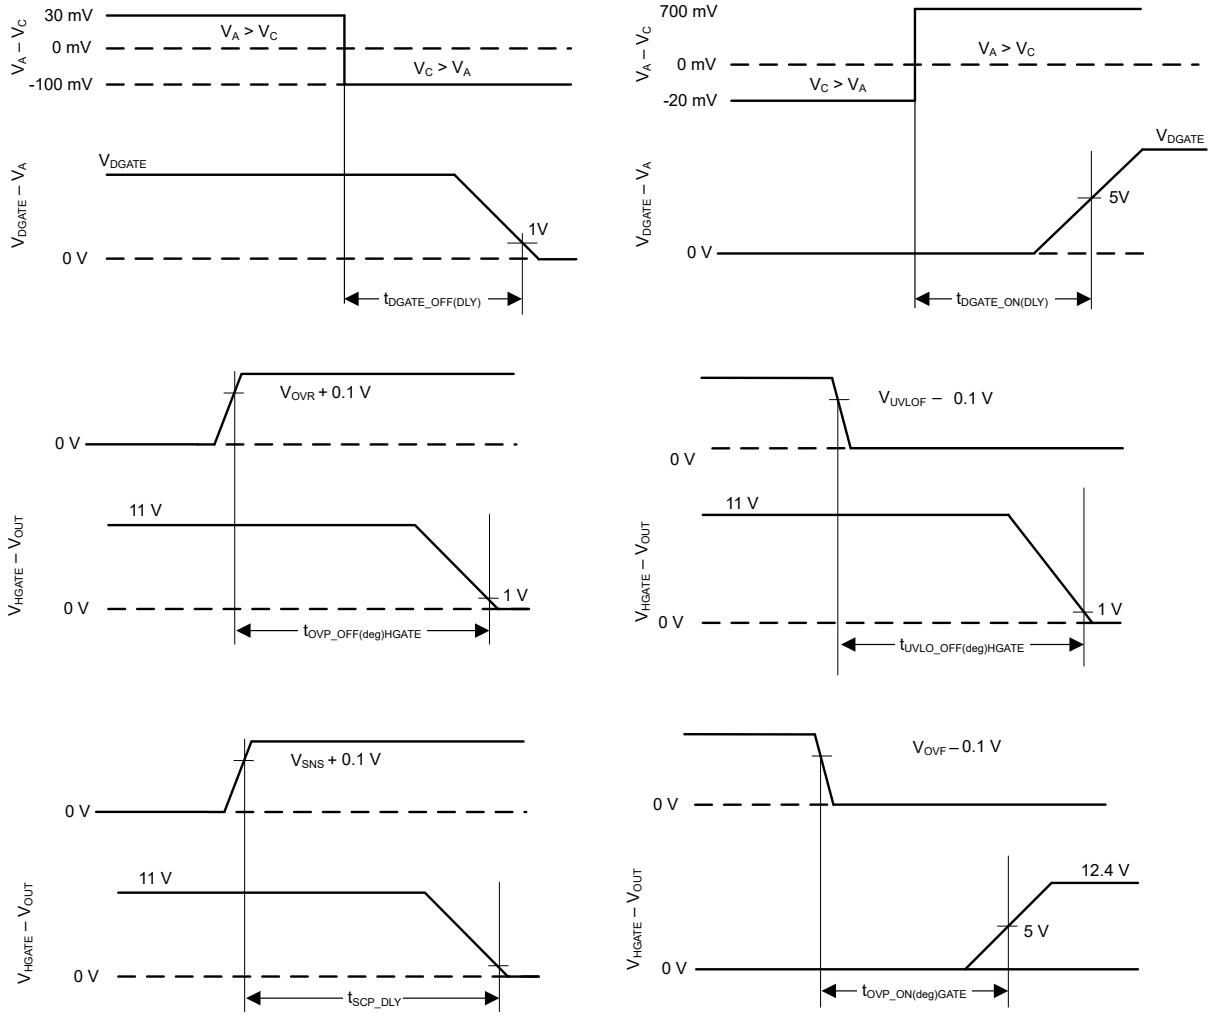 30 mV
V_A > V_C
0 mV
V_C > V_A
-100 mV
V_A – V_C
V_DGATE
V_DGATE – V_A
1V
0 V
t_DGATE_OFF(DLY)
700 mV
V_A > V_C
0 mV
V_C > V_A
-20 mV
V_A – V_C
V_DGATE
V_DGATE – V_A
5V
0 V
t_DGATE_ON(DLY)
V_OVR + 0.1 V
0 V
11 V
V_HGATE – V_OUT
1 V
0 V
t_OVP_OFF(deg)HGATE
V_UVLOF – 0.1 V
0 V
11 V
V_HGATE – V_OUT
1 V
0 V
t_UVLO_OFF(deg)HGATE
V_SNS + 0.1 V
0 V
11 V
V_HGATE – V_OUT
0 V
t_SCP_DLY
V_OVF – 0.1 V
0 V
12.4 V
V_HGATE – V_OUT
5 V
0 V
t_OVP_ON(deg)GATE